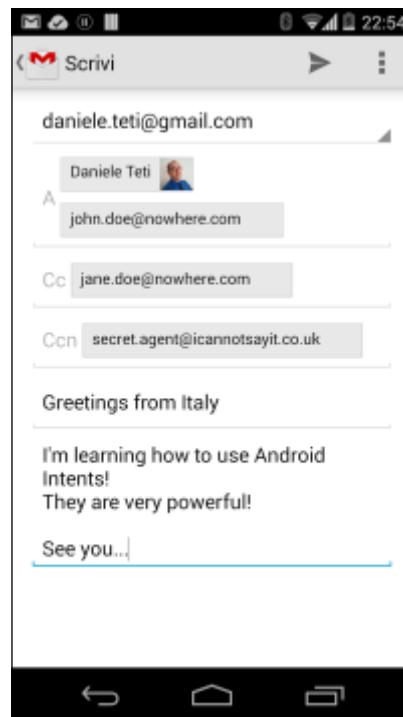 22:54
Scrivi
daniele.teti@gmail.com
Daniele Teti
A
john.doe@nowhere.com
Cc jane.doe@nowhere.com
Ccn secret.agent@icannotsayit.co.uk
Greetings from Italy
I'm learning how to use Android
Intents!
They are very powerful!
See you...